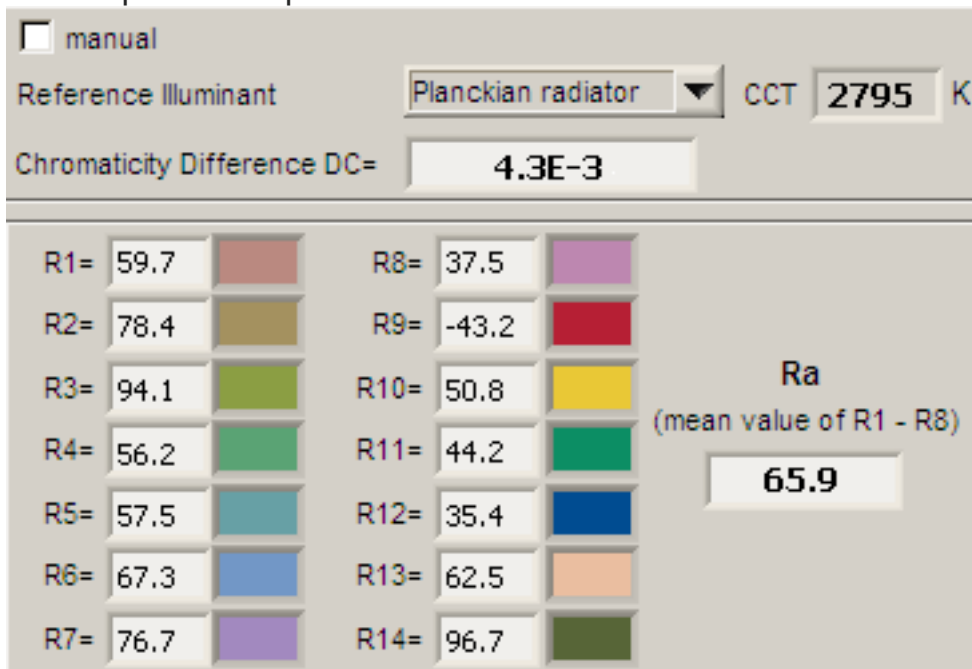 manual
Reference Illuminant Planckian radiator CCT 2795 K
Chromaticity Difference DC= 4.3E-3
R1= 59.7 R8= 37.5
R2= 78.4 R9= -43.2
R3= 94.1 R10= 50.8
Ra
(mean value of R1 - R8)
R4= 56.2 R11= 44.2
65.9
R5= 57.5 R12= 35.4
R6= 67.3 R13= 62.5
R7= 76.7 R14= 96.7